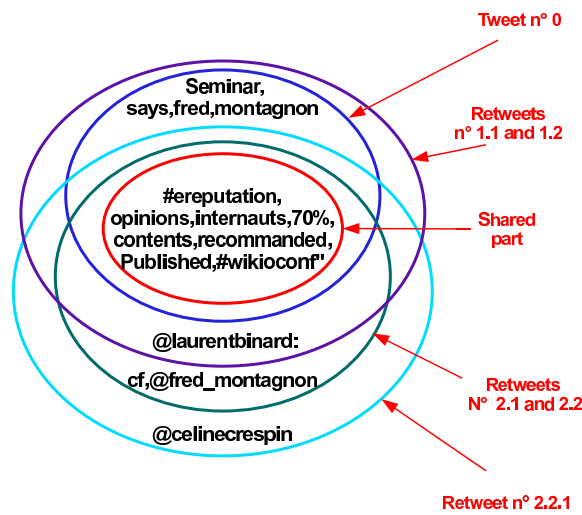 Tweet n° 0
Seminar,
says,fred,montagnon
Retweets
n° 1.1 and 1.2
#ereputation,
opinions,internauts,70%,
contents,recommanded,
Published,#wikioconf"
Shared
part
@laurentbinard:
cf,@fred_montagnon
Retweets
N° 2.1 and 2.2
@celinecrespin
Retweet n° 2.2.1